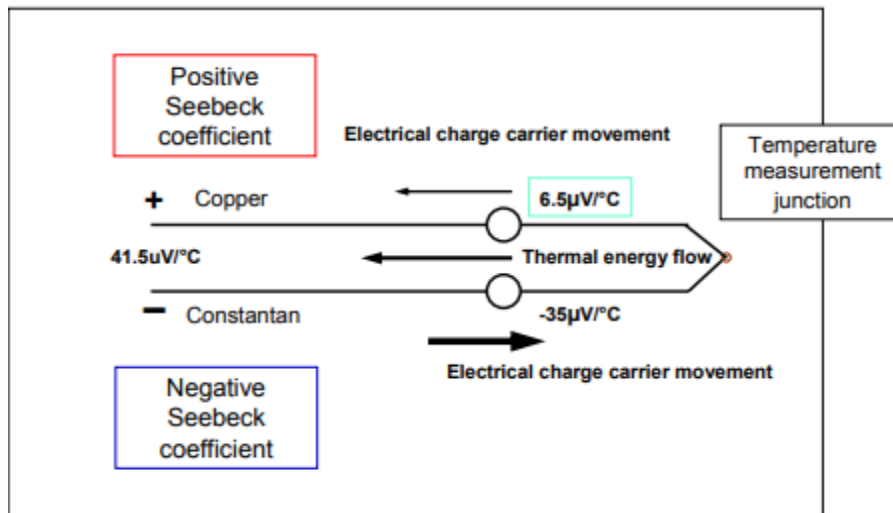 Positive
Seebeck
coefficient
Electrical charge carrier movement
Temperature
measurement
junction
+ Copper
6.5µV/°C
41.5uV/°C
Thermal energy flow
− Constantan
-35µV/°C
Electrical charge carrier movement
Negative
Seebeck
coefficient